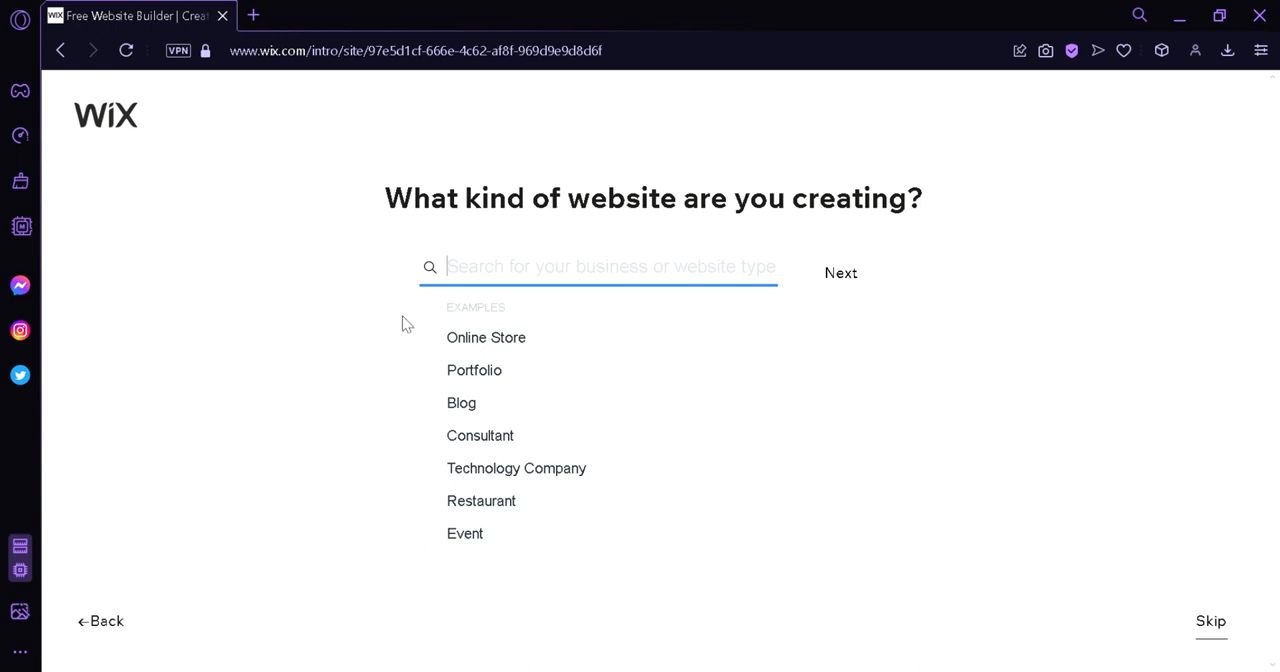 WiX Free Website Builder | Creat
VPN www.wix.com/intro/site/97e5d1cf-666e-4c62-af8f-969d9e9d8d6f
WiX
What kind of website are you creating?
Search for your business or website type
Next
EXAMPLES
Online Store
Portfolio
Blog
Consultant
Technology Company
Restaurant
Event
←Back
Skip